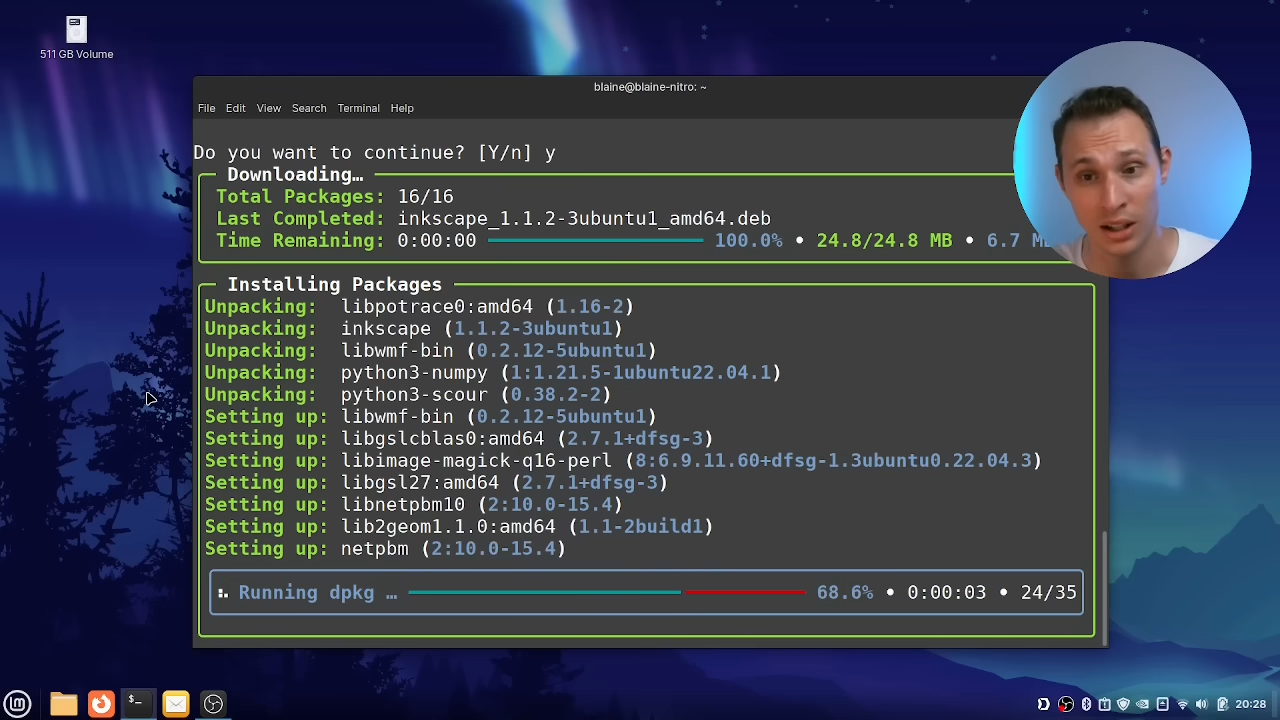 511 GB Volume
blaine@blaine-nitro: ~
File Edit View Search Terminal Help
Do you want to continue? [Y/n] y
Downloading…
Total Packages: 16/16
Last Completed: inkscape_1.1.2-3ubuntu1_amd64.deb
Time Remaining: 0:00:00 100.0% • 24.8/24.8 MB • 6.7
Installing Packages
Unpacking: libpotrace0:amd64 (1.16-2)
Unpacking: inkscape (1.1.2-3ubuntu1)
Unpacking: libwmf-bin (0.2.12-5ubuntu1)
Unpacking: python3-numpy (1:1.21.5-1ubuntu22.04.1)
Unpacking: python3-scour (0.38.2-2)
Setting up: libwmf-bin (0.2.12-5ubuntu1)
Setting up: libgslcblas0:amd64 (2.7.1+dfsg-3)
Setting up: libimage-magick-q16-perl (8:6.9.11.60+dfsg-1.3ubuntu0.22.04.3)
Setting up: libgsl27:amd64 (2.7.1+dfsg-3)
Setting up: libnetpbm10 (2:10.0-15.4)
Setting up: lib2geom1.1.0:amd64 (1.1-2build1)
Setting up: netpbm (2:10.0-15.4)
Running dpkg … 68.6% • 0:00:03 • 24/35
20:28